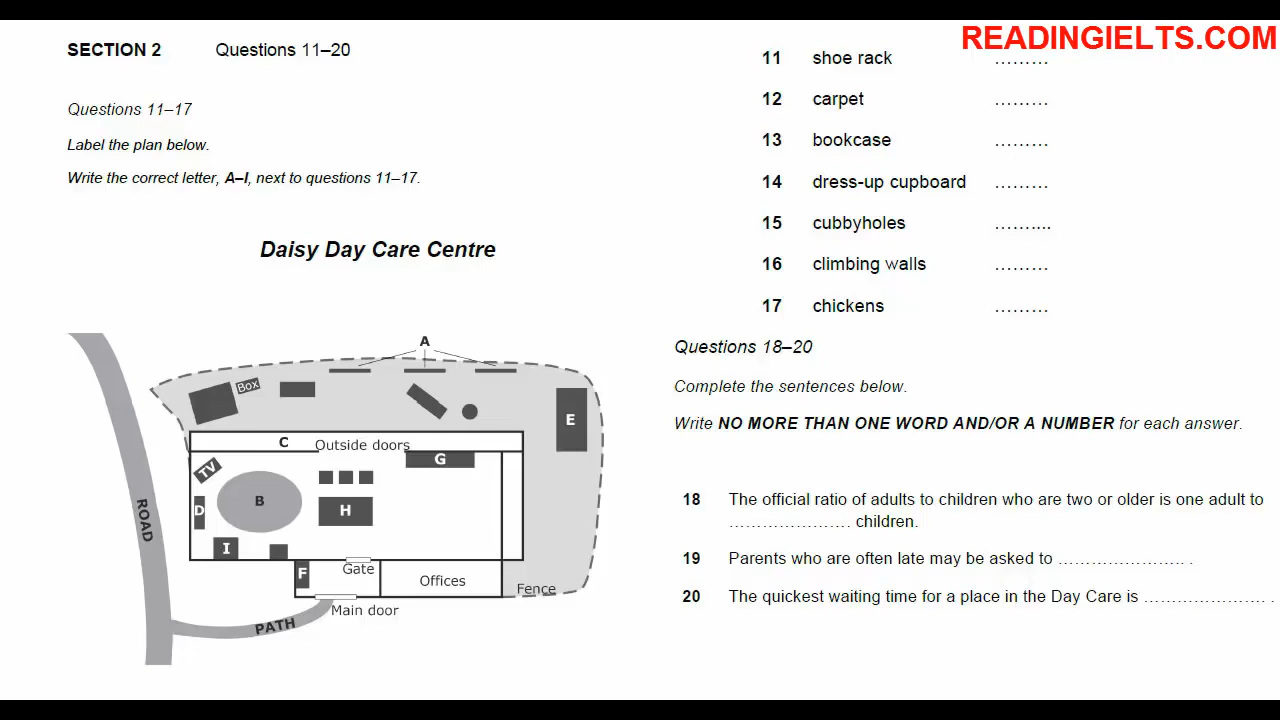 READINGIELTS.COM
SECTION 2 Questions 11–20
Questions 11–17
Label the plan below.
Write the correct letter, A–I, next to questions 11–17.
Daisy Day Care Centre
A
Box
E
C Outside doors
TV
G
B
D
H
I
ROAD
F
Gate
Offices
Fence
Main door
PATH
11 shoe rack ………
12 carpet ………
13 bookcase ………
14 dress-up cupboard ………
15 cubbyholes ……....
16 climbing walls ………
17 chickens ………
Questions 18–20
Complete the sentences below.
Write NO MORE THAN ONE WORD AND/OR A NUMBER for each answer.
18 The official ratio of adults to children who are two or older is one adult to
…………………. children.
19 Parents who are often late may be asked to …………………. .
20 The quickest waiting time for a place in the Day Care is …………………. .